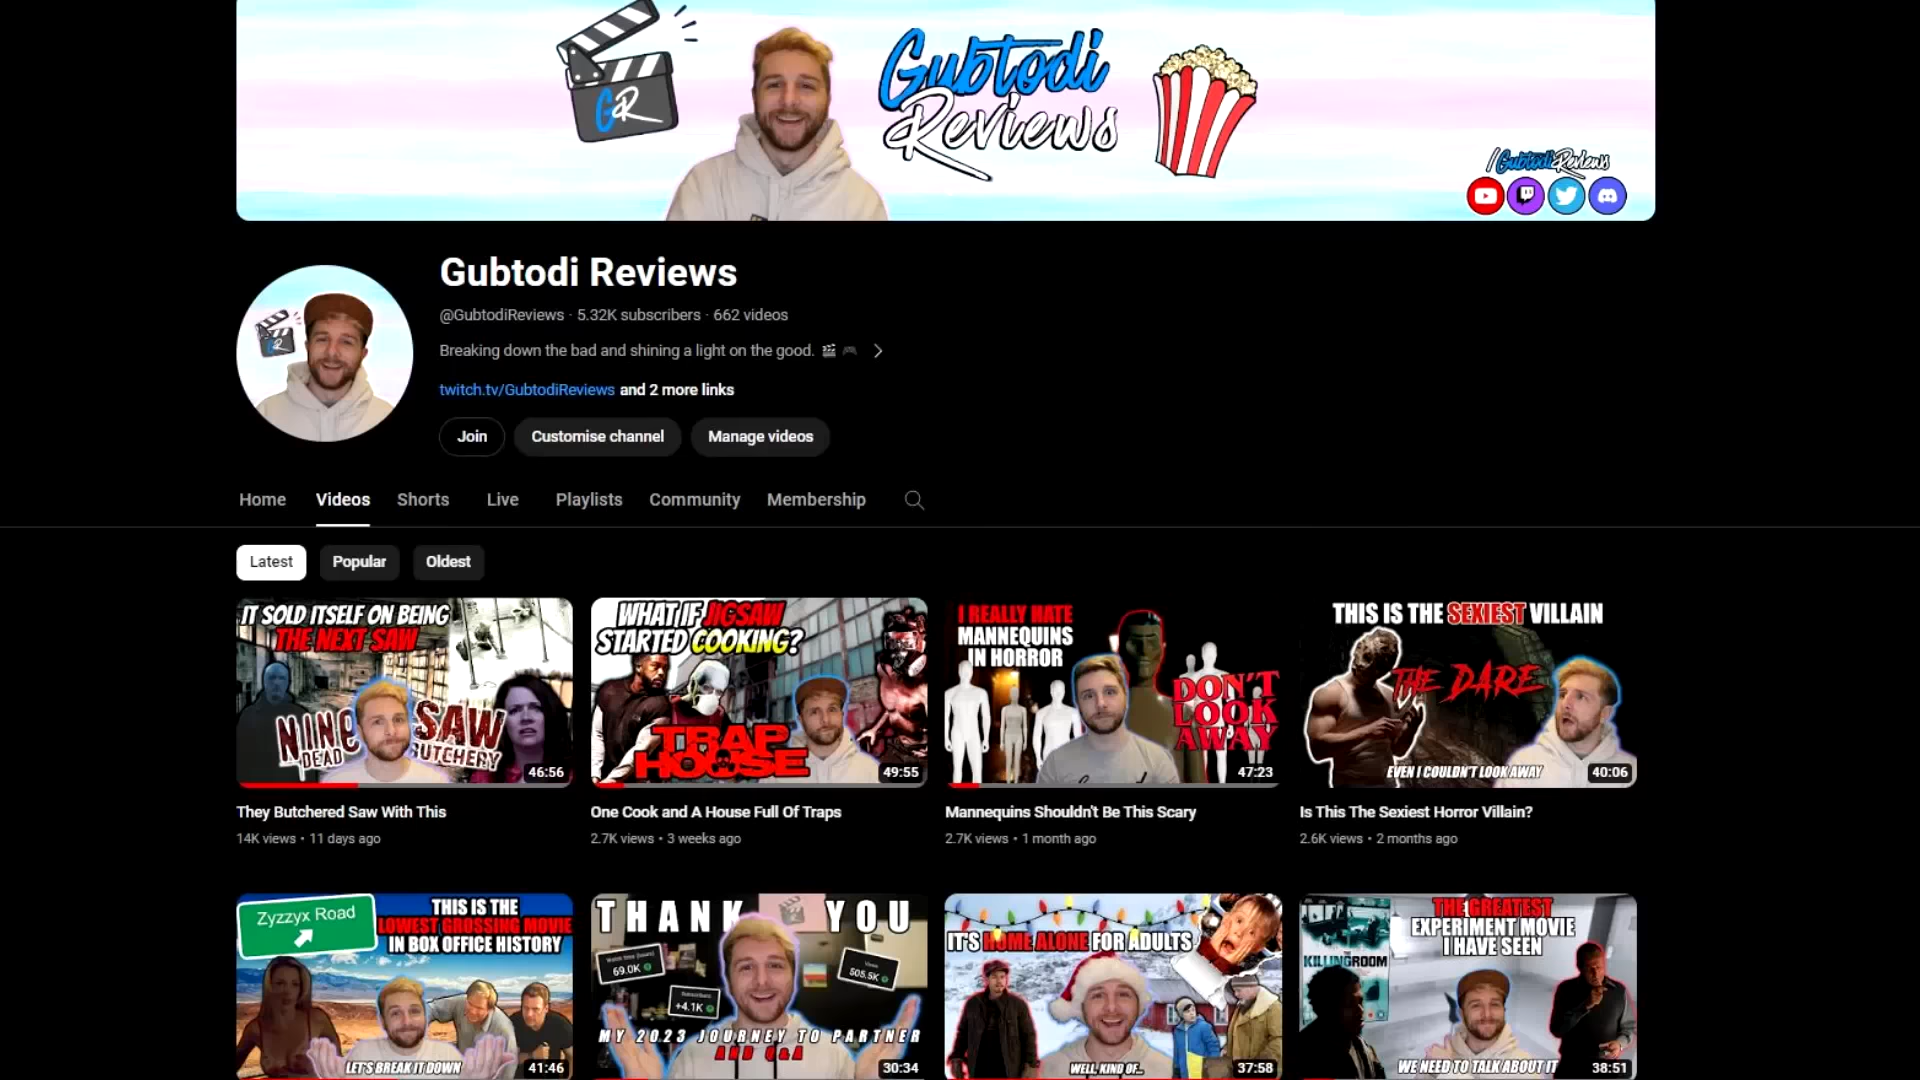 GR
Gubtodi
Reviews
/GubtodiReviews
Gubtodi Reviews
@GubtodiReviews · 5.32K subscribers · 662 videos
Breaking down the bad and shining a light on the good.
twitch.tv/GubtodiReviews and 2 more links
Join
Customise channel
Manage videos
Home
Videos
Shorts
Live
Playlists
Community
Membership
Latest
Popular
Oldest
IT SOLD ITSELF ON BEING
THE NEXT SAW
NINE
DEAD
SAW
BUTCHERY
46:56
They Butchered Saw With This
14K views • 11 days ago
WHAT IF JIGSAW
STARTED COOKING?
TRAP
HOUSE
49:55
One Cook and A House Full Of Traps
2.7K views • 3 weeks ago
I REALLY HATE
MANNEQUINS
IN HORROR
DON'T
LOOK
AWAY
47:23
Mannequins Shouldn't Be This Scary
2.7K views • 1 month ago
THIS IS THE SEXIEST VILLAIN
THE DARE
EVEN I COULDN'T LOOK AWAY
40:06
Is This The Sexiest Horror Villain?
2.6K views • 2 months ago
Zyzzyx Road
THIS IS THE
LOWEST GROSSING MOVIE
IN BOX OFFICE HISTORY
LET'S BREAK IT DOWN
41:46
THANK YOU
Watch time (hours)
69.0K
Views
505.5K
Subscribers
+4.1K
MY 2023 JOURNEY TO PARTNER
AND Q&A
30:34
IT'S HOME ALONE FOR ADULTS
WELL, KIND OF...
37:58
THE GREATEST
EXPERIMENT MOVIE
I HAVE SEEN
THE
KILLING ROOM
WE NEED TO TALK ABOUT IT
38:51